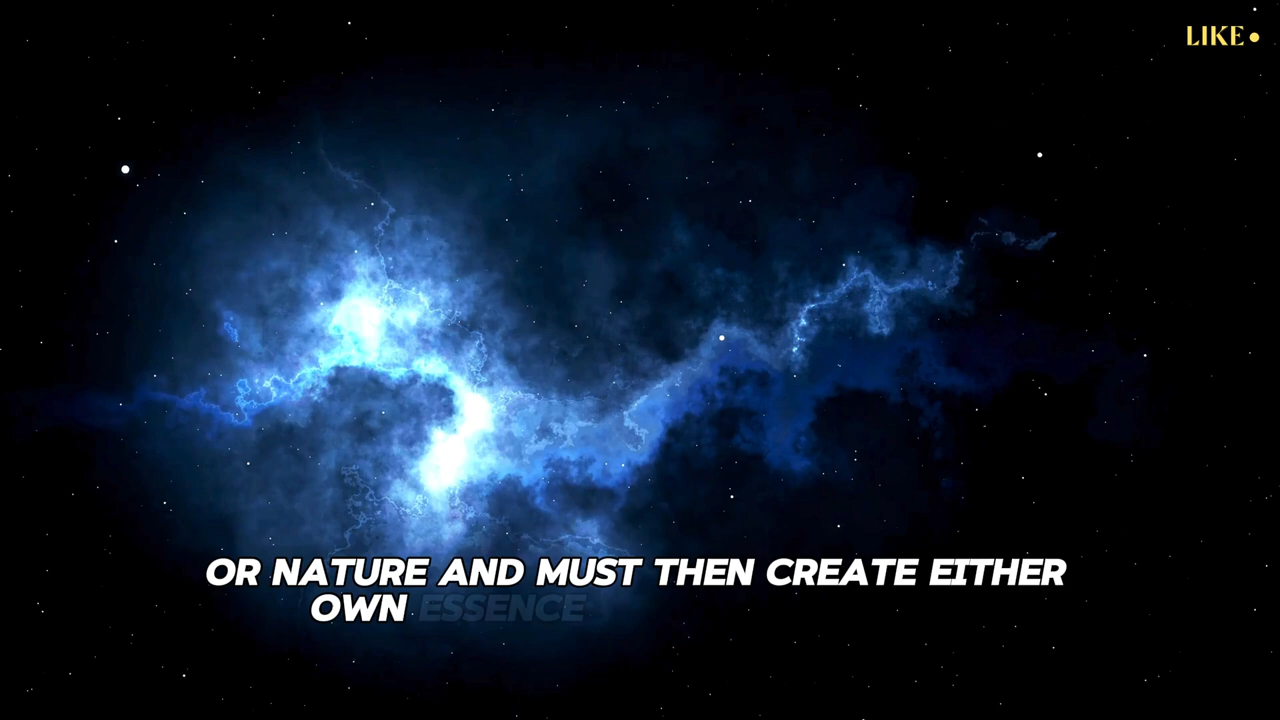 LIKE
OR NATURE AND MUST THEN CREATE EITHER
OWN ESSENCE